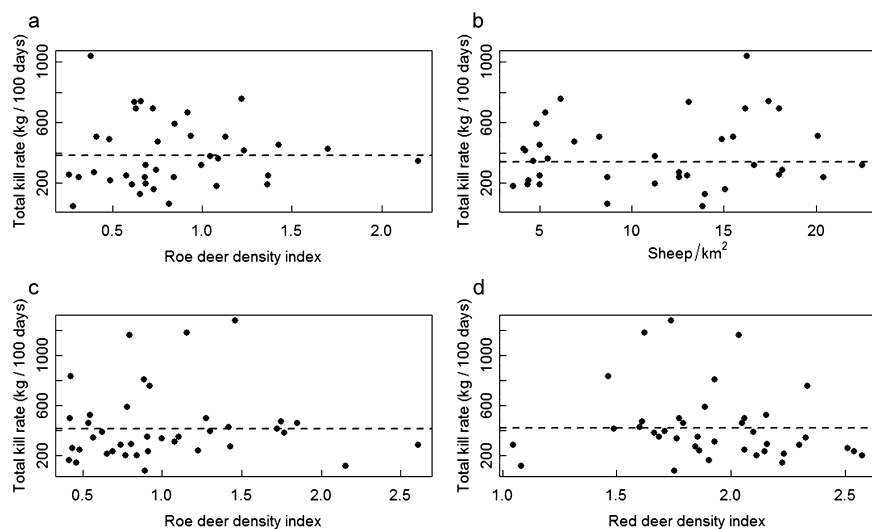 a
Total kill rate (kg / 100 days)
1000
600
200
0.5 1.0 1.5 2.0
Roe deer density index
b
Total kill rate (kg / 100 days)
1000
600
200
5 10 15 20
Sheep/km²
c
Total kill rate (kg / 100 days)
1000
600
200
0.5 1.0 1.5 2.0 2.5
Roe deer density index
d
Total kill rate (kg / 100 days)
1000
600
200
1.0 1.5 2.0 2.5
Red deer density index